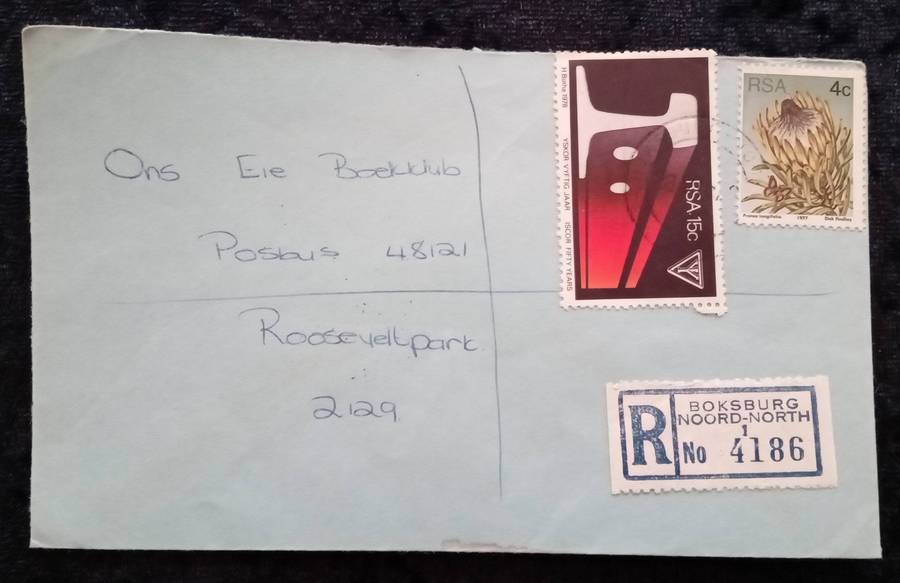 Ons Eie Boekklub
Posbus 48121
Rooseveltpark
2129
H Botha 1978
YSKOR VYFTIG JAAR ISCOR FIFTY YEARS
RSA 15c
RSA 4c
Protea longifolia 1977 Dick Findlay
R
BOKSBURG
NOORD-NORTH
1
No 4186